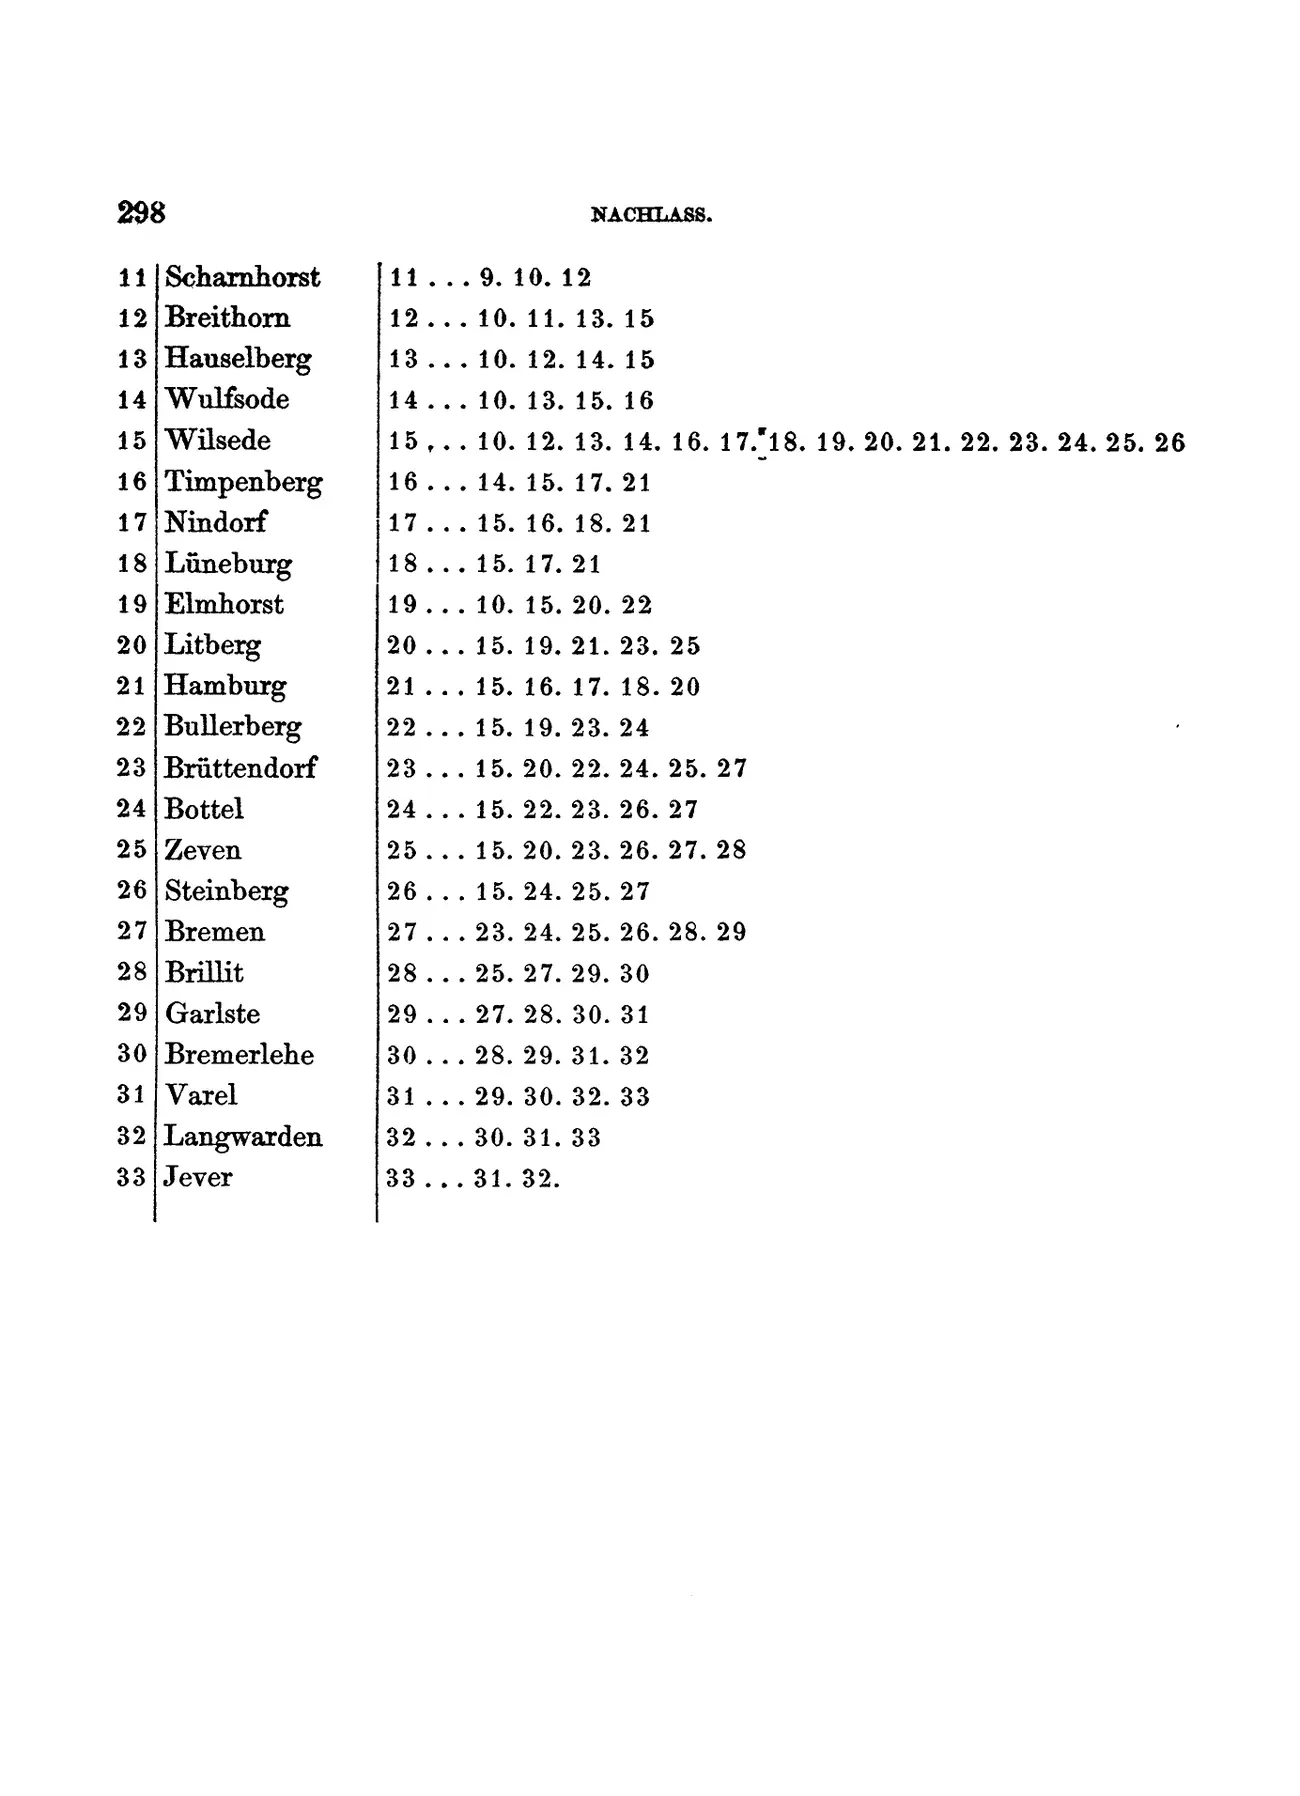 298 NACHLASS.
11 Scharnhorst 11 . . . 9. 10. 12
12 Breithorn 12 . . . 10. 11. 13. 15
13 Hauselberg 13 . . . 10. 12. 14. 15
14 Wulfsode 14 . . . 10. 13. 15. 16
15 Wilsede 15 . . . 10. 12. 13. 14. 16. 17. 18. 19. 20. 21. 22. 23. 24. 25. 26
16 Timpenberg 16 . . . 14. 15. 17. 21
17 Nindorf 17 . . . 15. 16. 18. 21
18 Lüneburg 18 . . . 15. 17. 21
19 Elmhorst 19 . . . 10. 15. 20. 22
20 Litberg 20 . . . 15. 19. 21. 23. 25
21 Hamburg 21 . . . 15. 16. 17. 18. 20
22 Bullerberg 22 . . . 15. 19. 23. 24
23 Brüttendorf 23 . . . 15. 20. 22. 24. 25. 27
24 Bottel 24 . . . 15. 22. 23. 26. 27
25 Zeven 25 . . . 15. 20. 23. 26. 27. 28
26 Steinberg 26 . . . 15. 24. 25. 27
27 Bremen 27 . . . 23. 24. 25. 26. 28. 29
28 Brillit 28 . . . 25. 27. 29. 30
29 Garlste 29 . . . 27. 28. 30. 31
30 Bremerlehe 30 . . . 28. 29. 31. 32
31 Varel 31 . . . 29. 30. 32. 33
32 Langwarden 32 . . . 30. 31. 33
33 Jever 33 . . . 31. 32.